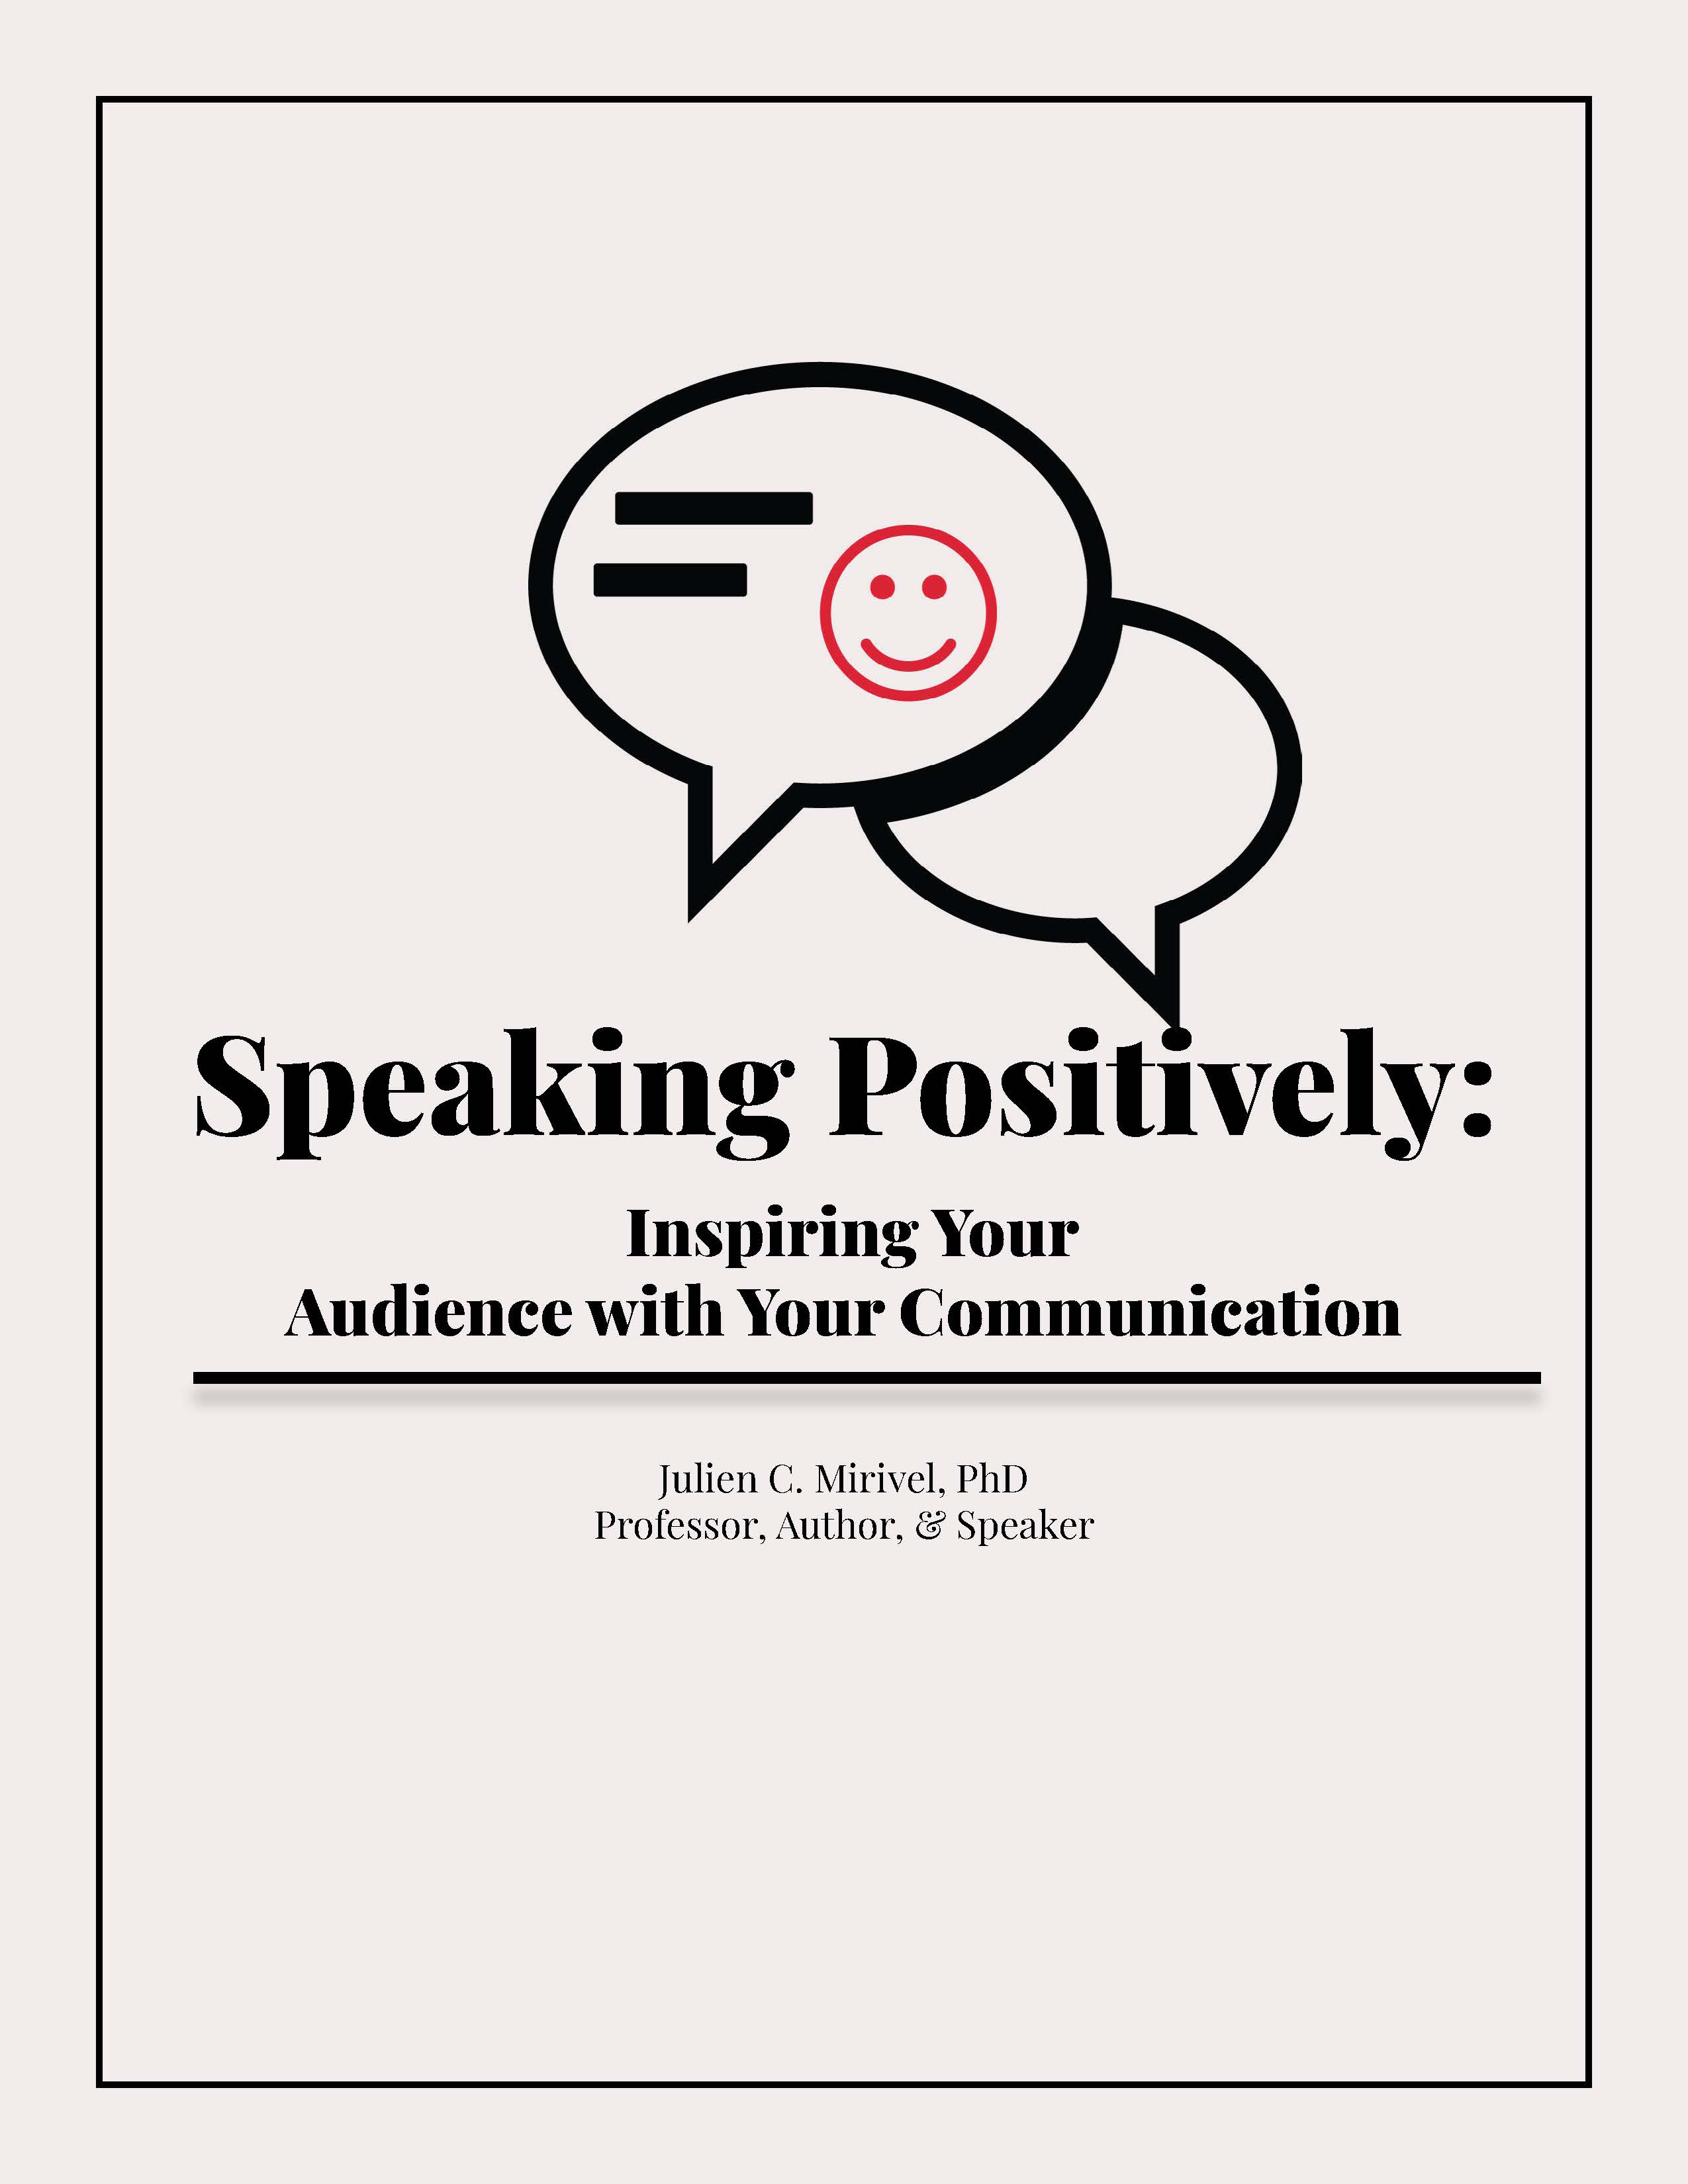 Speaking Positively:
Inspiring Your
Audience with Your Communication
Julien C. Mirivel, PhD
Professor, Author, & Speaker